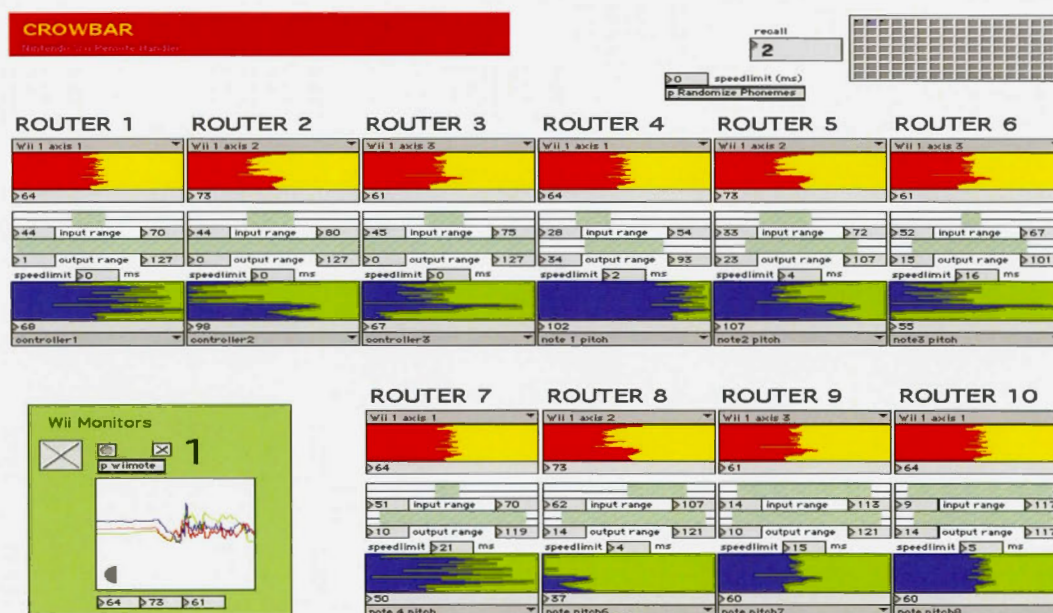 CROWBAR
Nintendo Wii Remote Handler
recall
2
0 speedlimit (ms)
p Randomize Phonemes
ROUTER 1 ROUTER 2 ROUTER 3 ROUTER 4 ROUTER 5 ROUTER 6
Wii 1 axis 1 Wii 1 axis 2 Wii 1 axis 3 Wii 1 axis 1 Wii 1 axis 2 Wii 1 axis 3
64 73 61 64 73 61
44 input range 70 44 input range 80 45 input range 75 28 input range 54 33 input range 72 52 input range 67
1 output range 127 0 output range 127 0 output range 127 34 output range 93 23 output range 107 15 output range 101
speedlimit 0 ms speedlimit 0 ms speedlimit 0 ms speedlimit 2 ms speedlimit 4 ms speedlimit 16 ms
68 98 67 102 107 55
controller1 controller2 controller3 note 1 pitch note2 pitch note3 pitch
Wii Monitors
1
p wiimote
64 73 61
ROUTER 7 ROUTER 8 ROUTER 9 ROUTER 10
Wii 1 axis 1 Wii 1 axis 2 Wii 1 axis 3 Wii 1 axis 1
64 73 61 64
51 input range 70 62 input range 107 14 input range 113 9 input range
10 output range 119 14 output range 121 10 output range 121 14 output range
speedlimit 21 ms speedlimit 4 ms speedlimit 15 ms speedlimit 5 ms
50 37 60 60
note 4 pitch note pitch6 note pitch7 note pitch8